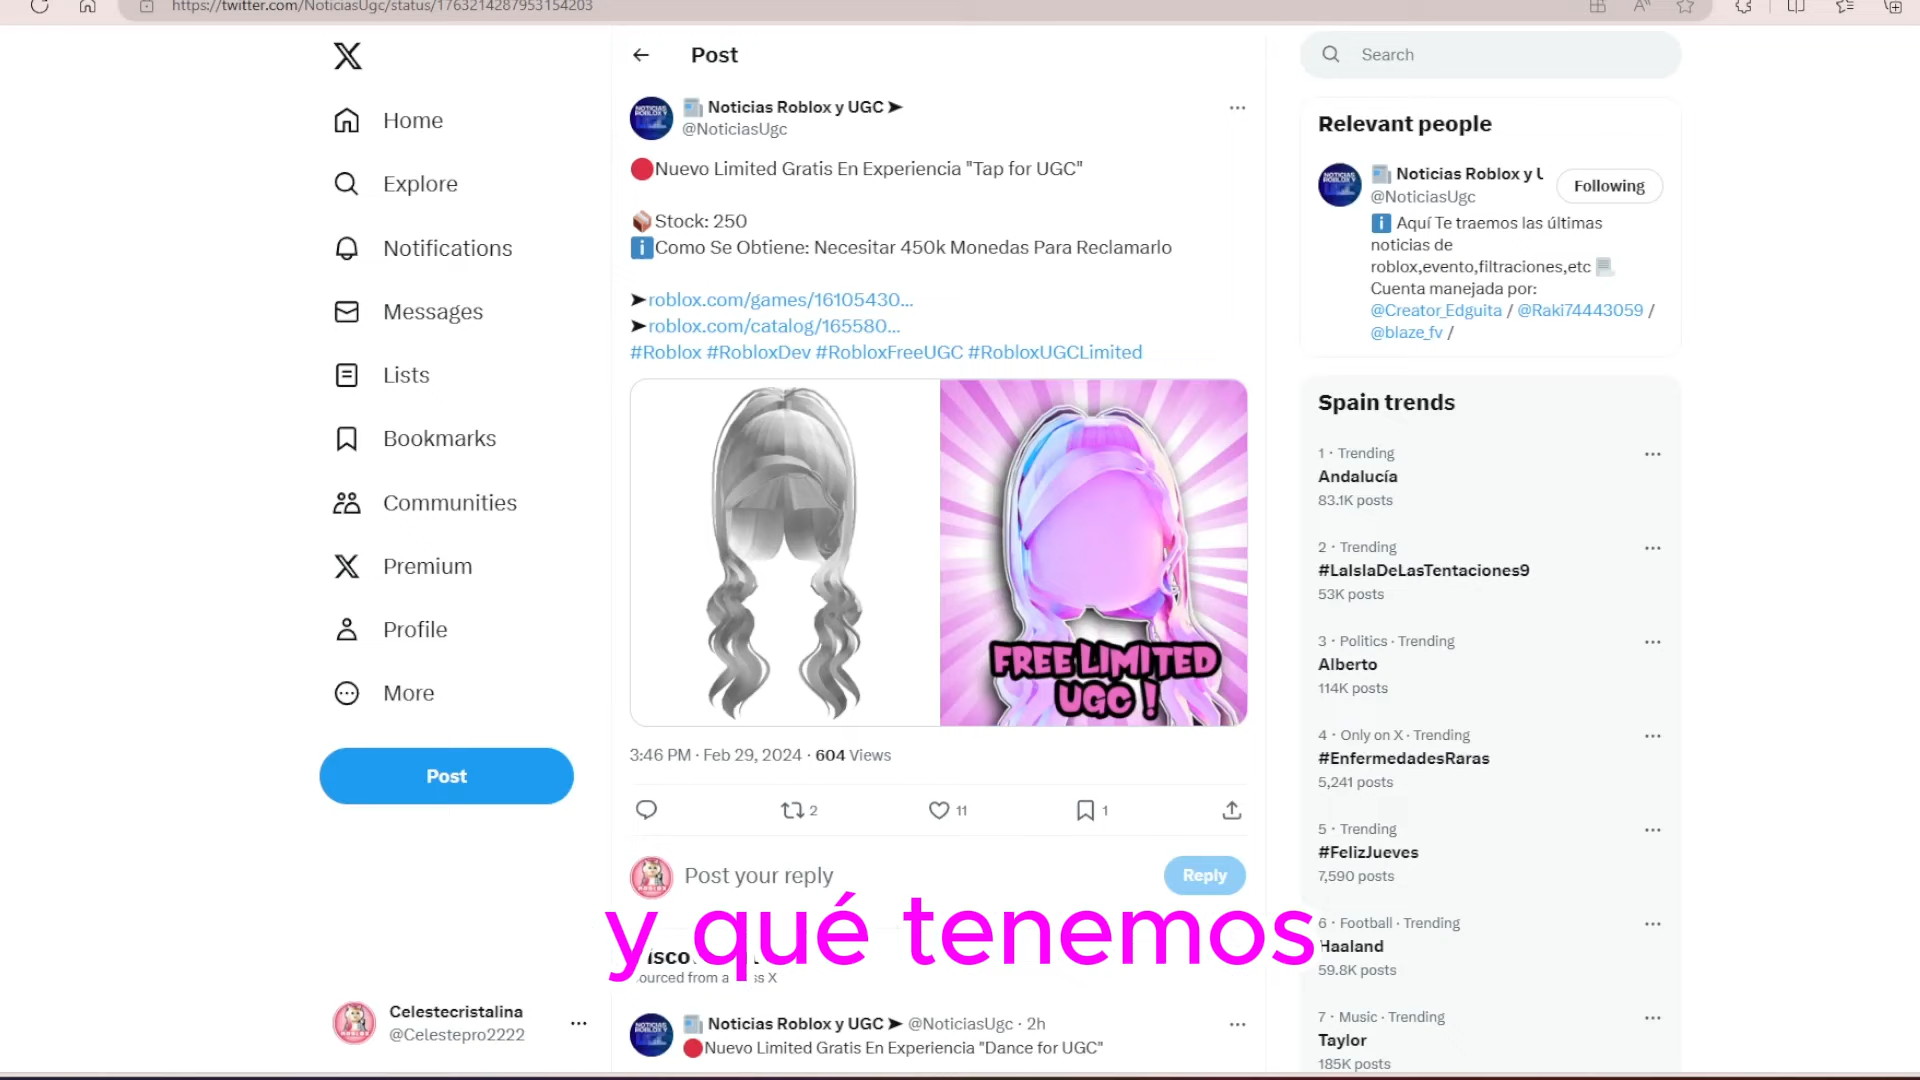 https://twitter.com/NoticiasUgc/status/1763214287953154203
Home
Explore
Notifications
Messages
Lists
Bookmarks
Communities
Premium
Profile
More
Post
Celestecristalina
@Celestepro2222
Post
Noticias Roblox y UGC ➤
@NoticiasUgc
Nuevo Limited Gratis En Experiencia "Tap for UGC"
Stock: 250
Como Se Obtiene: Necesitar 450k Monedas Para Reclamarlo
➤roblox.com/games/16105430...
➤roblox.com/catalog/165580...
#Roblox #RobloxDev #RobloxFreeUGC #RobloxUGCLimited
FREE LIMITED
UGC !
3:46 PM · Feb 29, 2024 · 604 Views
2
11
1
Post your reply
Reply
y qué tenemos
Noticias Roblox y UGC ➤ @NoticiasUgc · 2h
Nuevo Limited Gratis En Experiencia "Dance for UGC"
Search
Relevant people
Noticias Roblox y U
@NoticiasUgc
Following
Aquí Te traemos las últimas
noticias de
roblox,evento,filtraciones,etc
Cuenta manejada por:
@Creator_Edguita / @Raki74443059 /
@blaze_fv /
Spain trends
1 · Trending
Andalucía
83.1K posts
2 · Trending
#LaIslaDeLasTentaciones9
53K posts
3 · Politics · Trending
Alberto
114K posts
4 · Only on X · Trending
#EnfermedadesRaras
5,241 posts
5 · Trending
#FelizJueves
7,590 posts
6 · Football · Trending
Haaland
59.8K posts
7 · Music · Trending
Taylor
185K posts